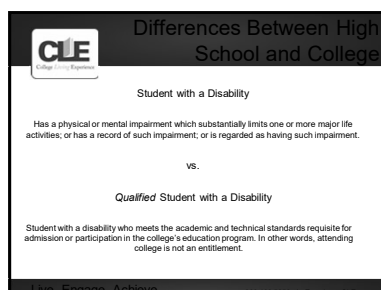 Differences Between High
School and College
CLE
College Living Experience
Student with a Disability
Has a physical or mental impairment which substantially limits one or more major life
activities; or has a record of such impairment; or is regarded as having such impairment.
vs.
Qualified Student with a Disability
Student with a disability who meets the academic and technical standards requisite for
admission or participation in the college's education program. In other words, attending
college is not an entitlement.
Live. Engage. Achieve.